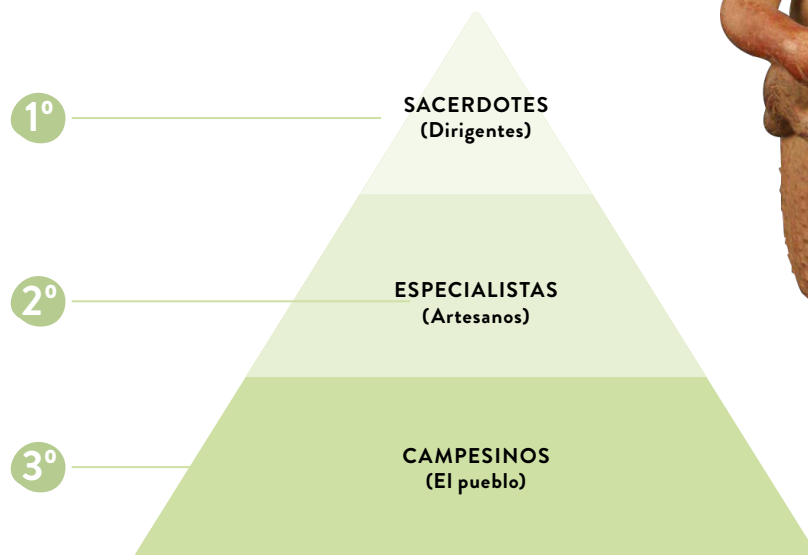 1º
SACERDOTES
(Dirigentes)
2º
ESPECIALISTAS
(Artesanos)
3º
CAMPESINOS
(El pueblo)